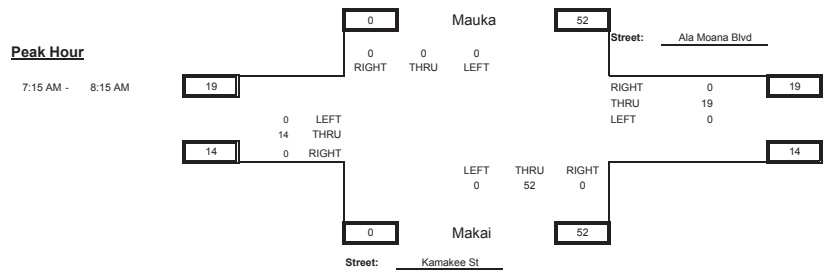 0 Mauka 52
Street: Ala Moana Blvd
Peak Hour
0 0 0
RIGHT THRU LEFT
7:15 AM - 8:15 AM 19 RIGHT 0 19
THRU 19
0 LEFT LEFT 0
14 THRU
14 0 RIGHT 14
LEFT THRU RIGHT
0 52 0
0 Makai 52
Street: Kamakee St